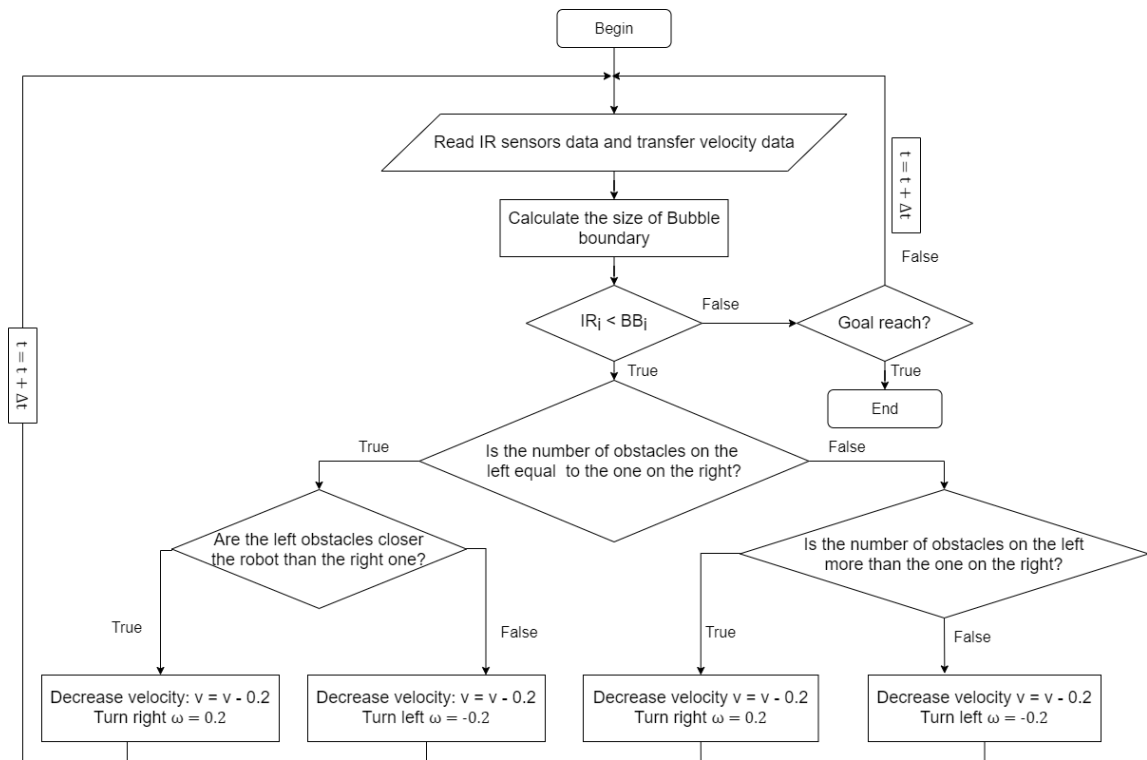 Begin
Read IR sensors data and transfer velocity data
t = t + Δt
Calculate the size of Bubble
boundary
False
False
IRi < BBi
Goal reach?
t = t + Δt
True
True
End
True
Is the number of obstacles on the
left equal to the one on the right?
False
Are the left obstacles closer
the robot than the right one?
Is the number of obstacles on the left
more than the one on the right?
True
False
True
False
Decrease velocity: v = v - 0.2
Turn right ω = 0.2
Decrease velocity: v = v - 0.2
Turn left ω = -0.2
Decrease velocity v = v - 0.2
Turn right ω = 0.2
Decrease velocity v = v - 0.2
Turn left ω = -0.2